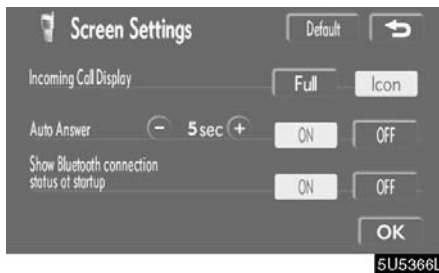 Screen Settings Default
Incoming Call Display Full Icon
Auto Answer - 5 sec + ON OFF
Show Bluetooth connection
status at startup ON OFF
OK
5U5366L